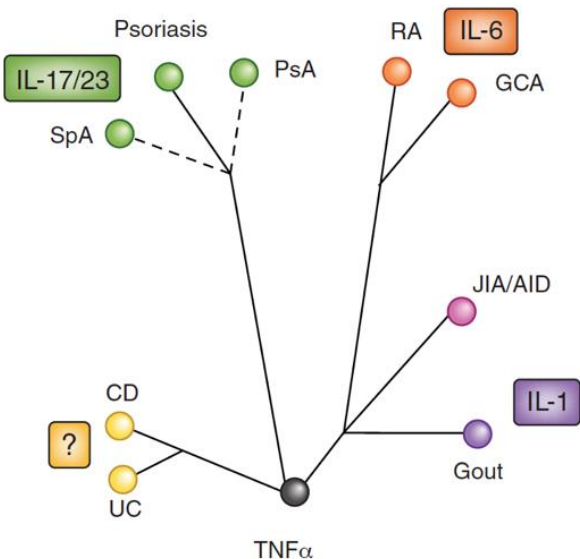 Psoriasis
RA
IL-6
IL-17/23
PsA
GCA
SpA
JIA/AID
CD
IL-1
?
Gout
UC
TNFα